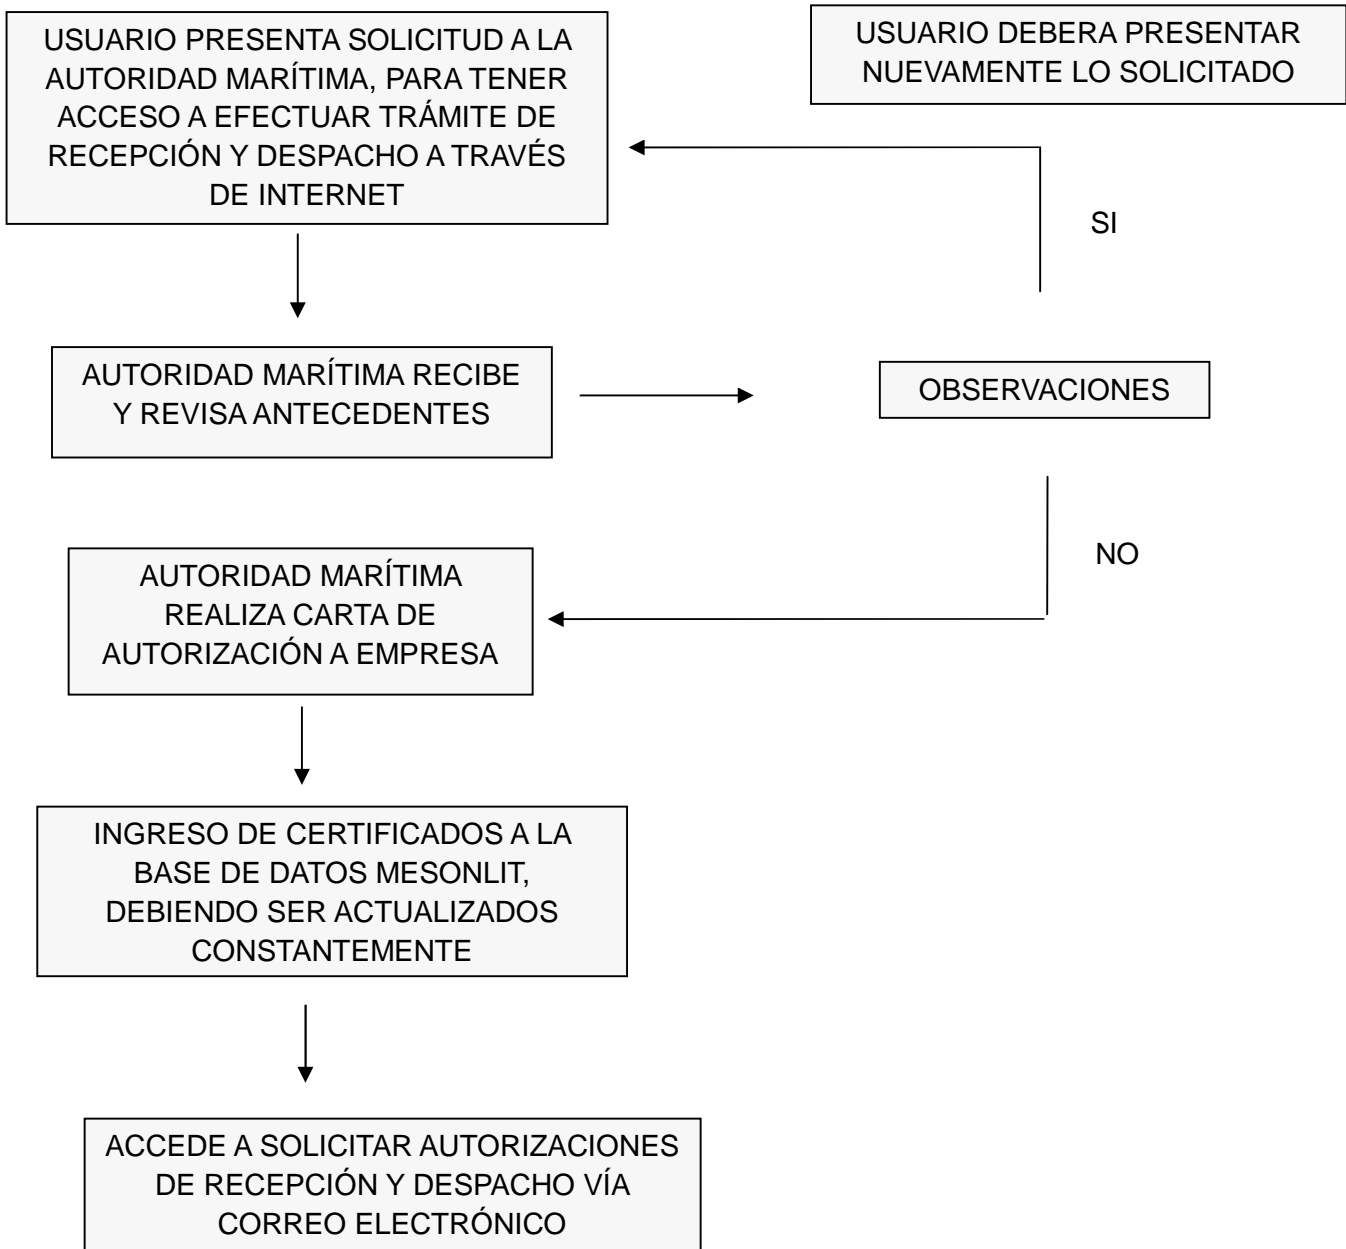 USUARIO PRESENTA SOLICITUD A LA
AUTORIDAD MARÍTIMA, PARA TENER
ACCESO A EFECTUAR TRÁMITE DE
RECEPCIÓN Y DESPACHO A TRAVÉS
DE INTERNET
USUARIO DEBERA PRESENTAR
NUEVAMENTE LO SOLICITADO
SI
AUTORIDAD MARÍTIMA RECIBE
Y REVISA ANTECEDENTES
OBSERVACIONES
NO
AUTORIDAD MARÍTIMA
REALIZA CARTA DE
AUTORIZACIÓN A EMPRESA
INGRESO DE CERTIFICADOS A LA
BASE DE DATOS MESONLIT,
DEBIENDO SER ACTUALIZADOS
CONSTANTEMENTE
ACCEDE A SOLICITAR AUTORIZACIONES
DE RECEPCIÓN Y DESPACHO VÍA
CORREO ELECTRÓNICO